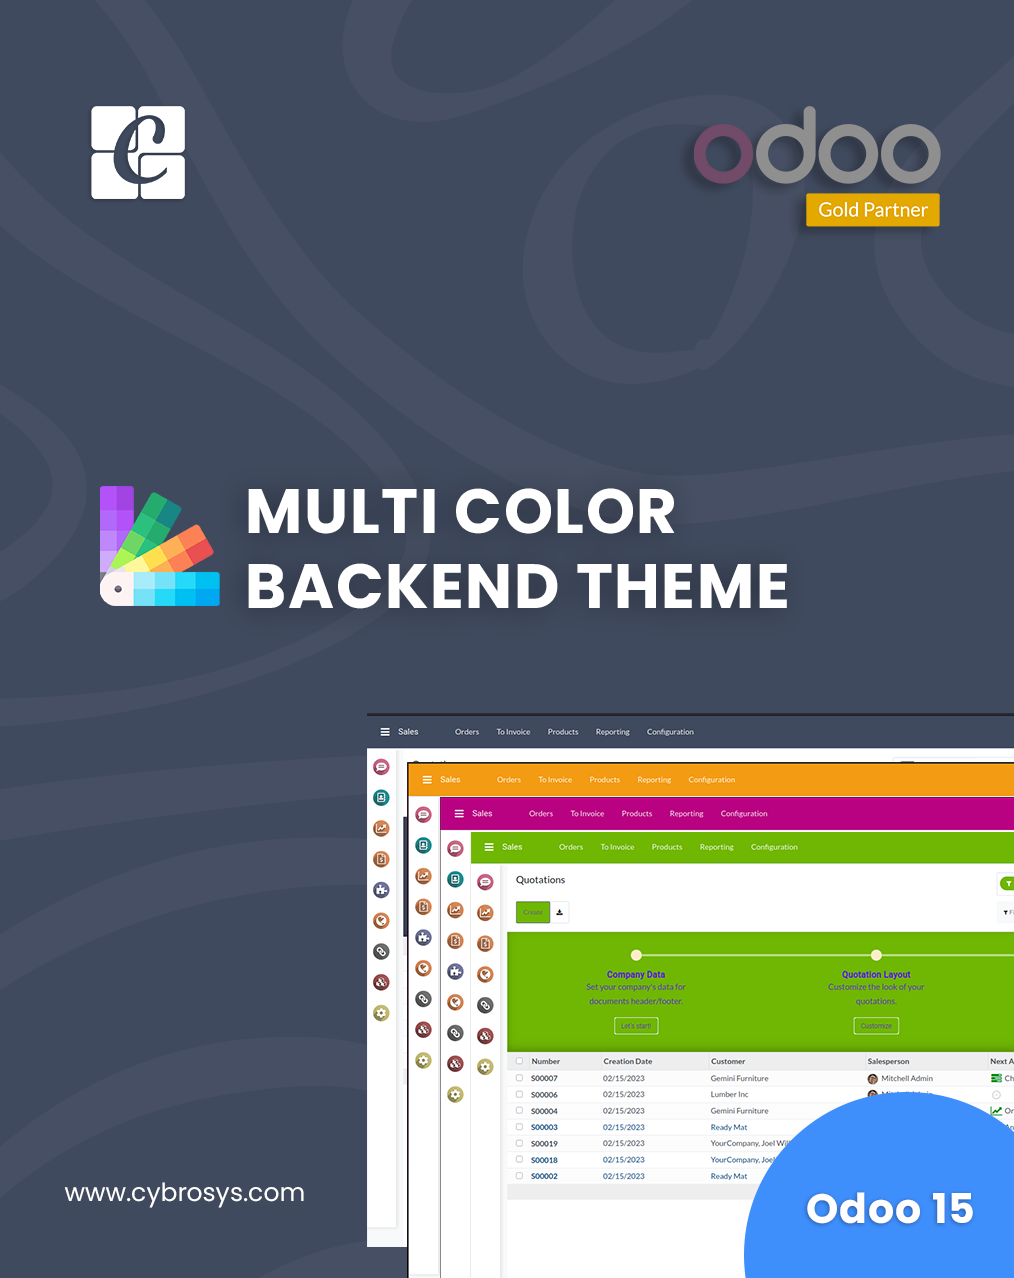 C
odoo
Gold Partner
MULTI COLOR
BACKEND THEME
Sales Orders To Invoice Products Reporting Configuration
Sales Orders To Invoice Products Reporting Configuration
Sales Orders To Invoice Products Reporting Configuration
Sales Orders To Invoice Products Reporting Configuration
Quotations
Create
Company Data
Set your company's data for
documents header/footer.
Let's start!
Quotation Layout
Customize the look of your
quotations.
Customize
Number Creation Date Customer Salesperson Next A
S00007 02/15/2023 Gemini Furniture Mitchell Admin Ch
S00006 02/15/2023 Lumber Inc
S00004 02/15/2023 Gemini Furniture Or
S00003 02/15/2023 Ready Mat
S00019 02/15/2023 YourCompany, Joel Wil
S00018 02/15/2023 YourCompany, Joel
S00002 02/15/2023 Ready Mat
www.cybrosys.com
Odoo 15